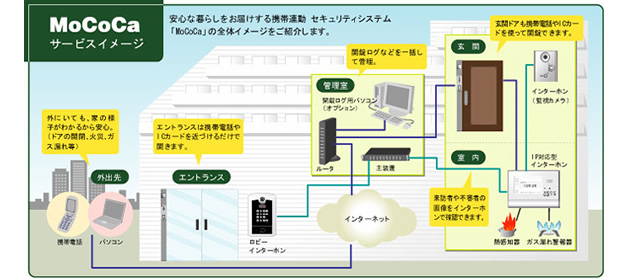 MoCoCa
サービスイメージ
安心な暮らしをお届けする携帯連動 セキュリティシステム
「MoCoCa」の全体イメージをご紹介します。
開錠ログなどを一括し
て管理。
管理室
開錠ログ用パソコン
(オプション)
ルータ
主装置
玄関ドアも携帯電話やICカー
ドを使って開錠できます。
玄 関
インターホン
(監視カメラ)
外にいても、家の様
子がわかるから安心。
(ドアの開閉、火災、ガ
ス漏れ等)
外出先
携帯電話
パソコン
エントランスは携帯電話や
ICカードを近づけるだけで
開きます。
エントランス
ロビー
インターホン
インターネット
室 内
IP対応型
インターホン
来訪者や不審者の
画像をインターホ
ンで確認できます。
熱感知器
ガス漏れ警報器